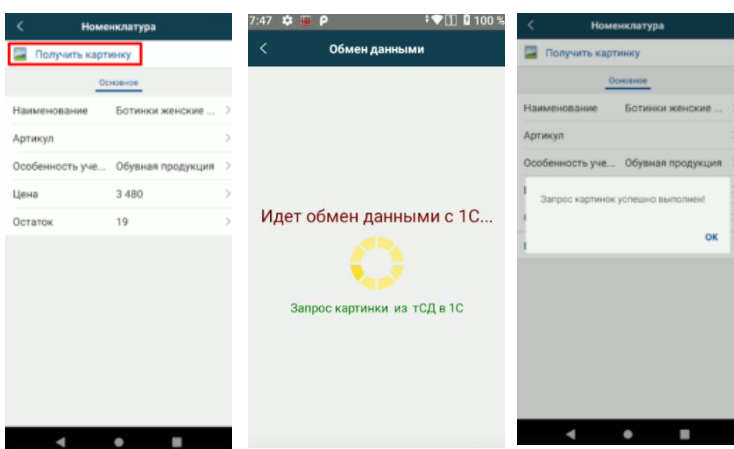 Номенклатура
Получить картинку
Основное
Наименование Ботинки женские ...
Артикул
Особенность уче... Обувная продукция
Цена 3 480
Остаток 19
7:47 100 %
Обмен данными
Идет обмен данными с 1С...
Запрос картинки из тСД в 1С
Номенклатура
Получить картинку
Основное
Наименование Ботинки женские ...
Артикул
Особенность уче... Обувная продукция
Запрос картинок успешно выполнен!
ОК